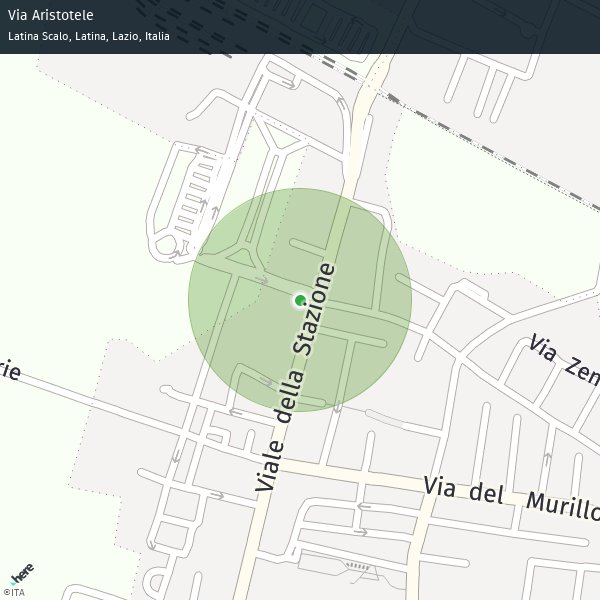 Via Aristotele
Latina Scalo, Latina, Lazio, Italia
Viale della Stazione
rie
Via Zen
Via del Murillo
here
©ITA